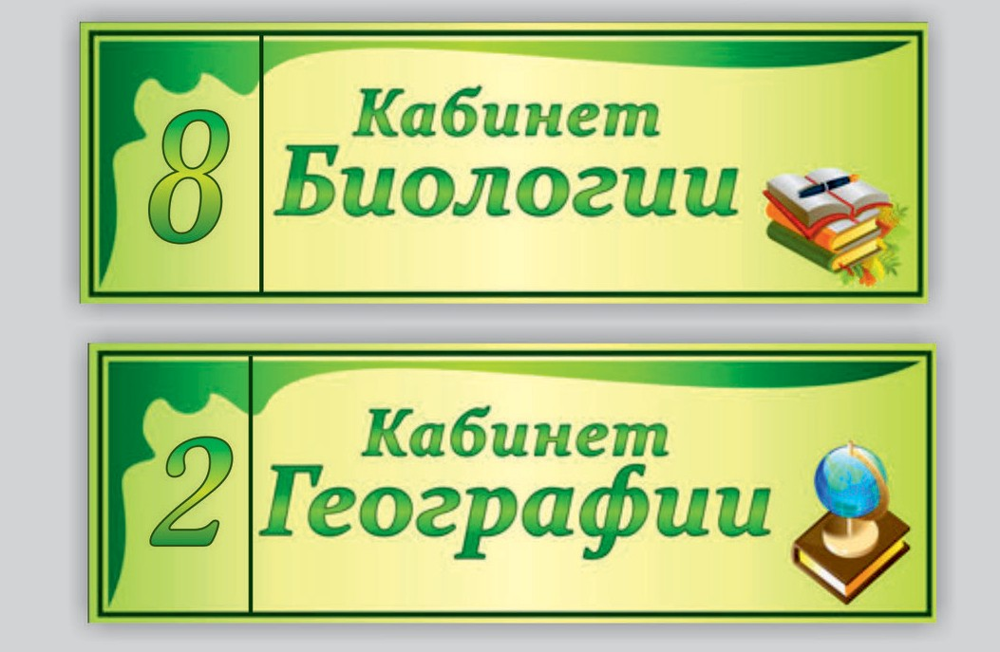 8
Кабинет
Биологии
2
Кабинет
Географии